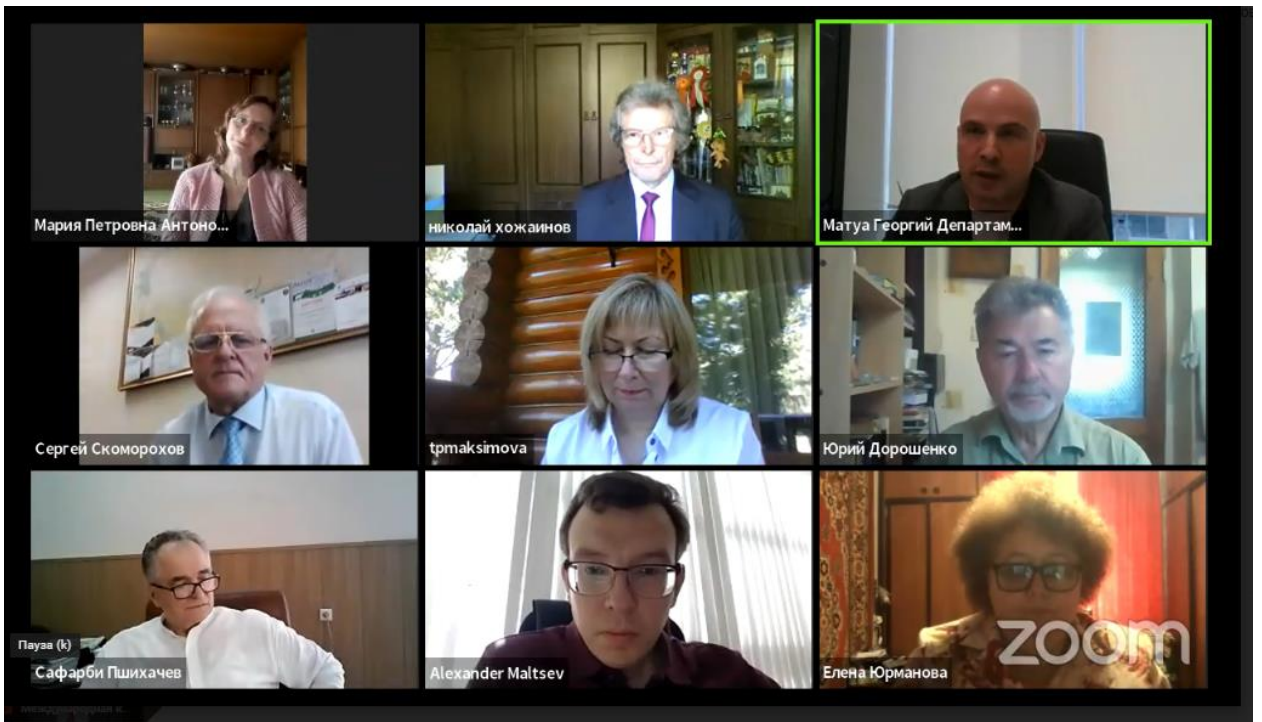 Мария Петровна Антоно...
николай хожаинов
Матуа Георгий Департам...
Сергей Скоморохов
tpmaksimova
Юрий Дорошенко
Пауза (k)
Сафарби Пшихачев
Alexander Maltsev
Елена Юрманова
zoom
Международная к...